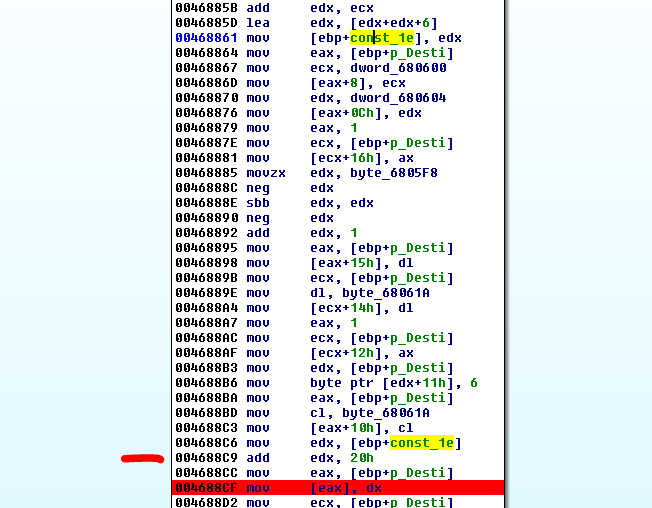 0046885B add edx, ecx
0046885D lea edx, [edx+edx+6]
00468861 mov [ebp+const_1e], edx
00468864 mov eax, [ebp+p_Desti]
00468867 mov ecx, dword_680600
0046886D mov [eax+8], ecx
00468870 mov edx, dword_680604
00468876 mov [eax+0Ch], edx
00468879 mov eax, 1
0046887E mov ecx, [ebp+p_Desti]
00468881 mov [ecx+16h], ax
00468885 movzx edx, byte_6805F8
0046888C neg edx
0046888E sbb edx, edx
00468890 neg edx
00468892 add edx, 1
00468895 mov eax, [ebp+p_Desti]
00468898 mov [eax+15h], dl
0046889B mov ecx, [ebp+p_Desti]
0046889E mov dl, byte_68061A
004688A4 mov [ecx+14h], dl
004688A7 mov eax, 1
004688AC mov ecx, [ebp+p_Desti]
004688AF mov [ecx+12h], ax
004688B3 mov edx, [ebp+p_Desti]
004688B6 mov byte ptr [edx+11h], 6
004688BA mov eax, [ebp+p_Desti]
004688BD mov cl, byte_68061A
004688C3 mov [eax+10h], cl
004688C6 mov edx, [ebp+const_1e]
004688C9 add edx, 20h
004688CC mov eax, [ebp+p_Desti]
004688CF mov [eax], dx
004688D2 mov ecx, [ebp+p_Desti]